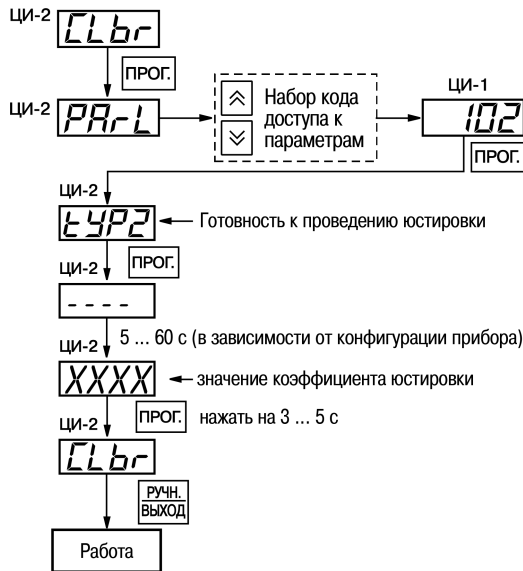 ЦИ-2 CLbr
ПРОГ.
ЦИ-2 PArL
Набор кода
доступа к
параметрам
ЦИ-1
102
ПРОГ.
ЦИ-2
tYP2
Готовность к проведению юстировки
ПРОГ.
ЦИ-2
----
5 ... 60 с (в зависимости от конфигурации прибора)
ЦИ-2
XXXX
значение коэффициента юстировки
ПРОГ. нажать на 3 ... 5 с
ЦИ-2
CLbr
РУЧН.
ВЫХОД
Работа